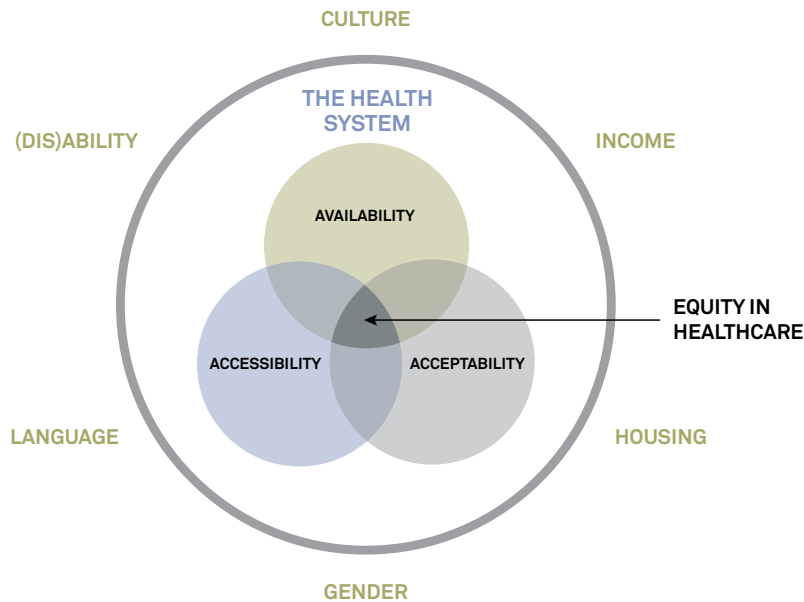 CULTURE
THE HEALTH
SYSTEM
(DIS)ABILITY
INCOME
AVAILABILITY
EQUITY IN
HEALTHCARE
ACCESSIBILITY
ACCEPTABILITY
LANGUAGE
HOUSING
GENDER